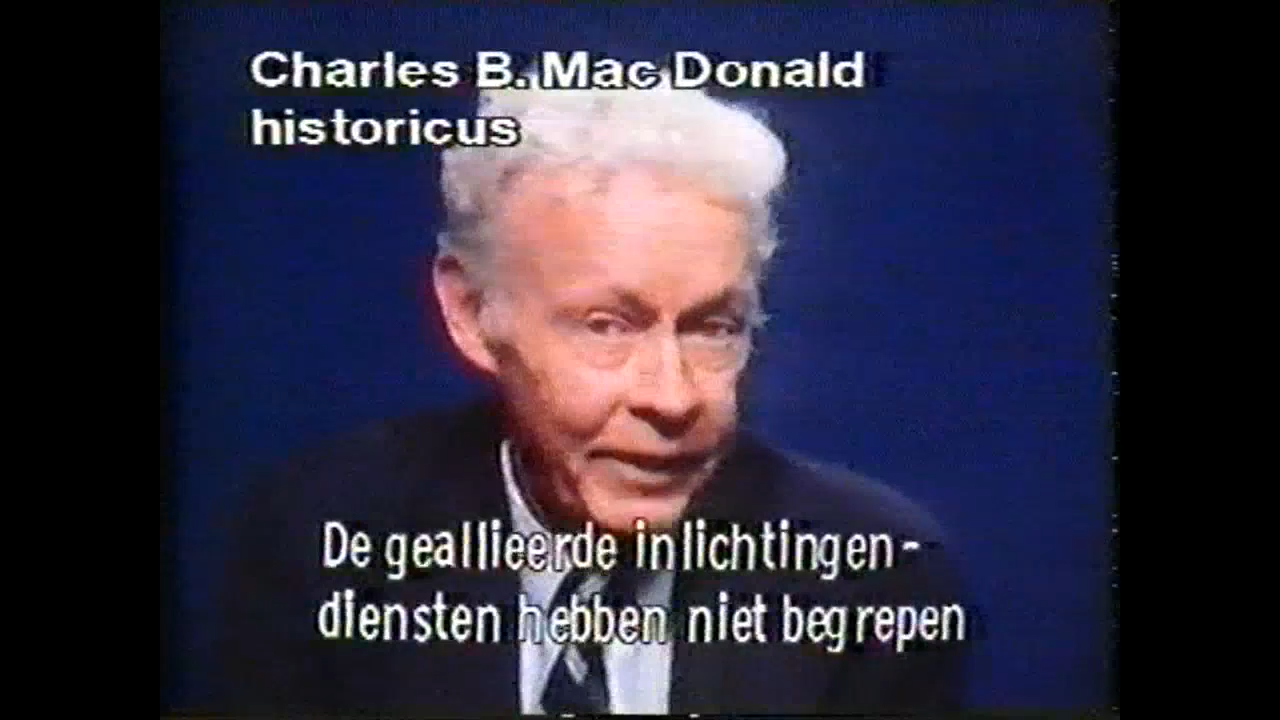 Charles B. Mac Donald
historicus
De geallieerde inlichtingen-
diensten hebben niet begrepen